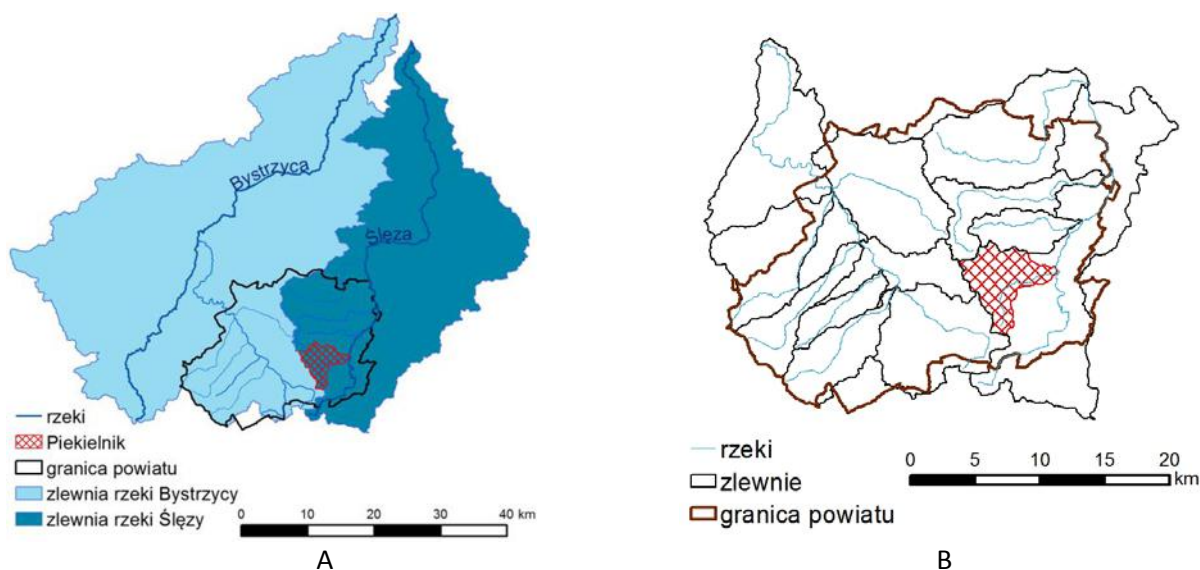 Bystrzyca
Ślęza
rzeki
Piekielnik
granica powiatu
zlewnia rzeki Bystrzycy
zlewnia rzeki Ślęzy
0 10 20 30 40 km
A
rzeki
zlewnie
granica powiatu
0 5 10 15 20
km
B